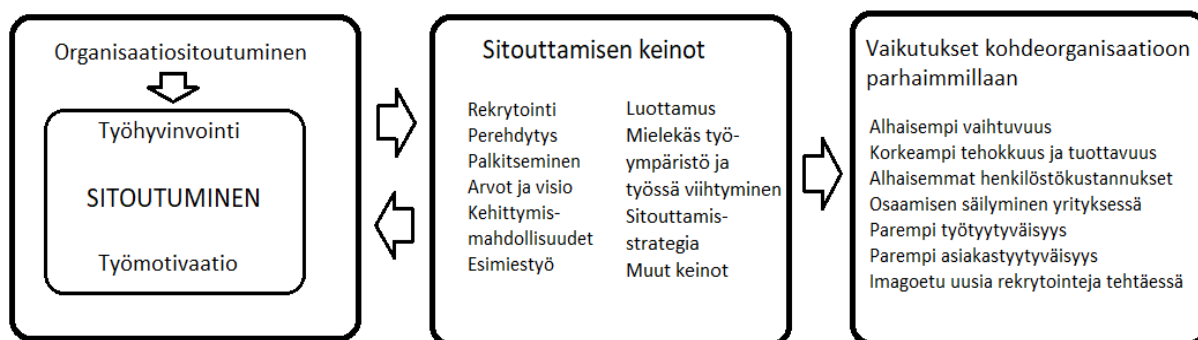 Organisaatiositoutuminen
Työhyvinvointi
SITOUTUMINEN
Työmotivaatio
Sitouttamisen keinot
Rekrytointi
Perehdytys
Palkitseminen
Arvot ja visio
Kehittymis-
mahdollisuudet
Esimiestyö
Luottamus
Mielekäs työ-
ympäristö ja
työssä viihtyminen
Sitouttamis-
strategia
Muut keinot
Vaikutukset kohdeorganisaatioon
parhaimmillaan
Alhaisempi vaihtuvuus
Korkeampi tehokkuus ja tuottavuus
Alhaisemmat henkilöstökustannukset
Osaamisen säilyminen yrityksessä
Parempi työtyytyväisyys
Parempi asiakastyytyväisyys
Imagoetu uusia rekrytointeja tehtäessä